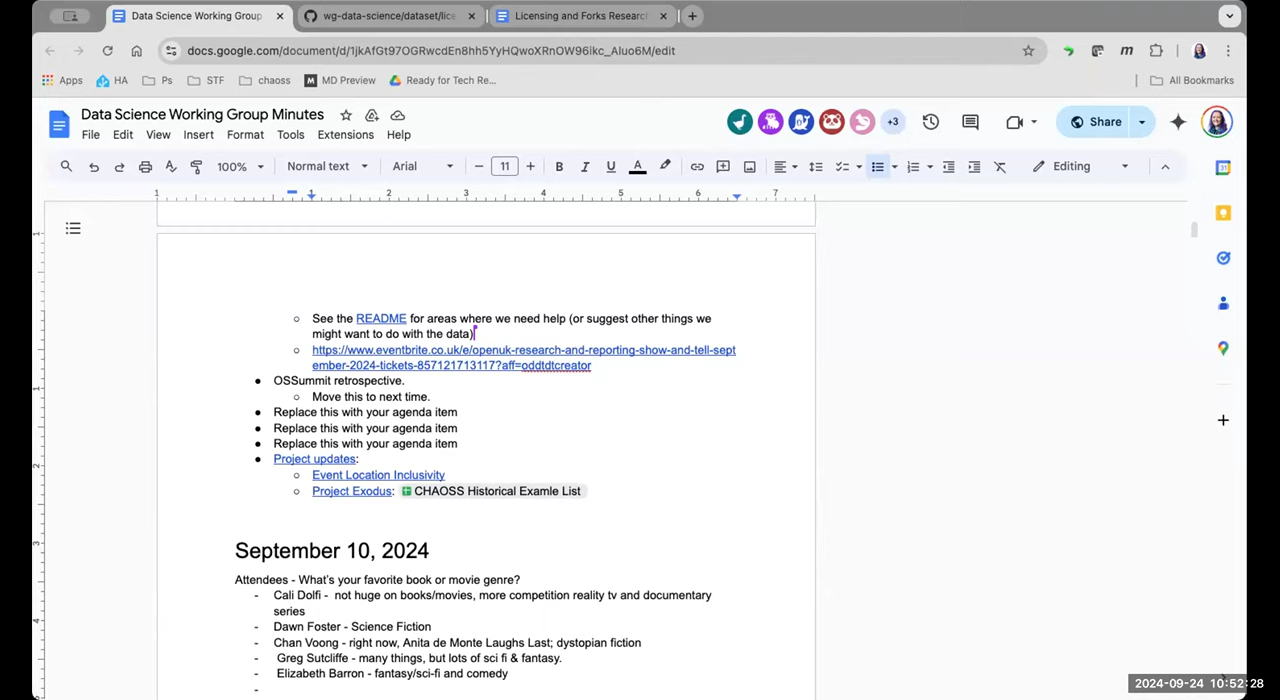 Data Science Working Group
wg-data-science/dataset/lice
Licensing and Forks Researc
docs.google.com/document/d/1jkAfGt97OGRwcdEn8hh5YyHQwoXRnOW96ikc_Aluo6M/edit
Apps HA Ps STF chaoss MD Preview Ready for Tech Re... All Bookmarks
Data Science Working Group Minutes
+3
Share
File Edit View Insert Format Tools Extensions Help
100% Normal text Arial 11 B I U A Editing
1 1 2 3 4 5 6 7
See the README for areas where we need help (or suggest other things we
might want to do with the data)
https://www.eventbrite.co.uk/e/openuk-research-and-reporting-show-and-tell-sept
ember-2024-tickets-857121713117?aff=oddtdtcreator
OSSummit retrospective.
Move this to next time.
Replace this with your agenda item
Replace this with your agenda item
Replace this with your agenda item
Project updates:
Event Location Inclusivity
Project Exodus: CHAOSS Historical Examle List
September 10, 2024
Attendees - What's your favorite book or movie genre?
- Cali Dolfi - not huge on books/movies, more competition reality tv and documentary
series
- Dawn Foster - Science Fiction
- Chan Voong - right now, Anita de Monte Laughs Last; dystopian fiction
- Greg Sutcliffe - many things, but lots of sci fi & fantasy.
- Elizabeth Barron - fantasy/sci-fi and comedy
-
2024-09-24 10:52:28